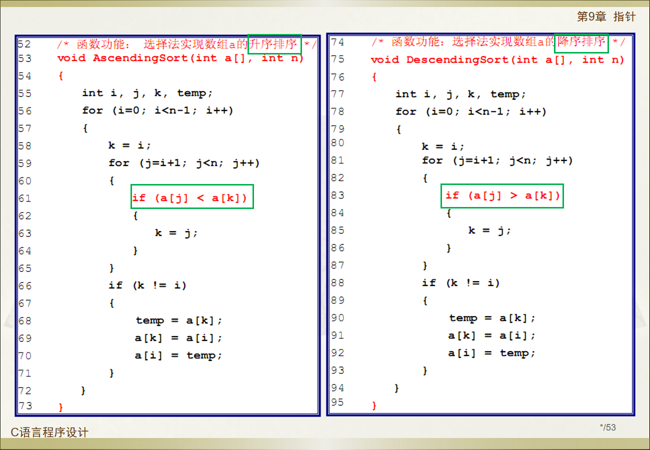 第9章 指针
52 /* 函数功能： 选择法实现数组a的升序排序 */
53 void AscendingSort(int a[], int n)
54 {
55 int i, j, k, temp;
56 for (i=0; i<n-1; i++)
57 {
58 k = i;
59 for (j=i+1; j<n; j++)
60 {
61 if (a[j] < a[k])
62 {
63 k = j;
64 }
65 }
66 if (k != i)
67 {
68 temp = a[k];
69 a[k] = a[i];
70 a[i] = temp;
71 }
72 }
73 }
74 /* 函数功能：选择法实现数组a的降序排序 */
75 void DescendingSort(int a[], int n)
76 {
77 int i, j, k, temp;
78 for (i=0; i<n-1; i++)
79 {
80 k = i;
81 for (j=i+1; j<n; j++)
82 {
83 if (a[j] > a[k])
84 {
85 k = j;
86 }
87 }
88 if (k != i)
89 {
90 temp = a[k];
91 a[k] = a[i];
92 a[i] = temp;
93 }
94 }
95 }
C语言程序设计
*/53